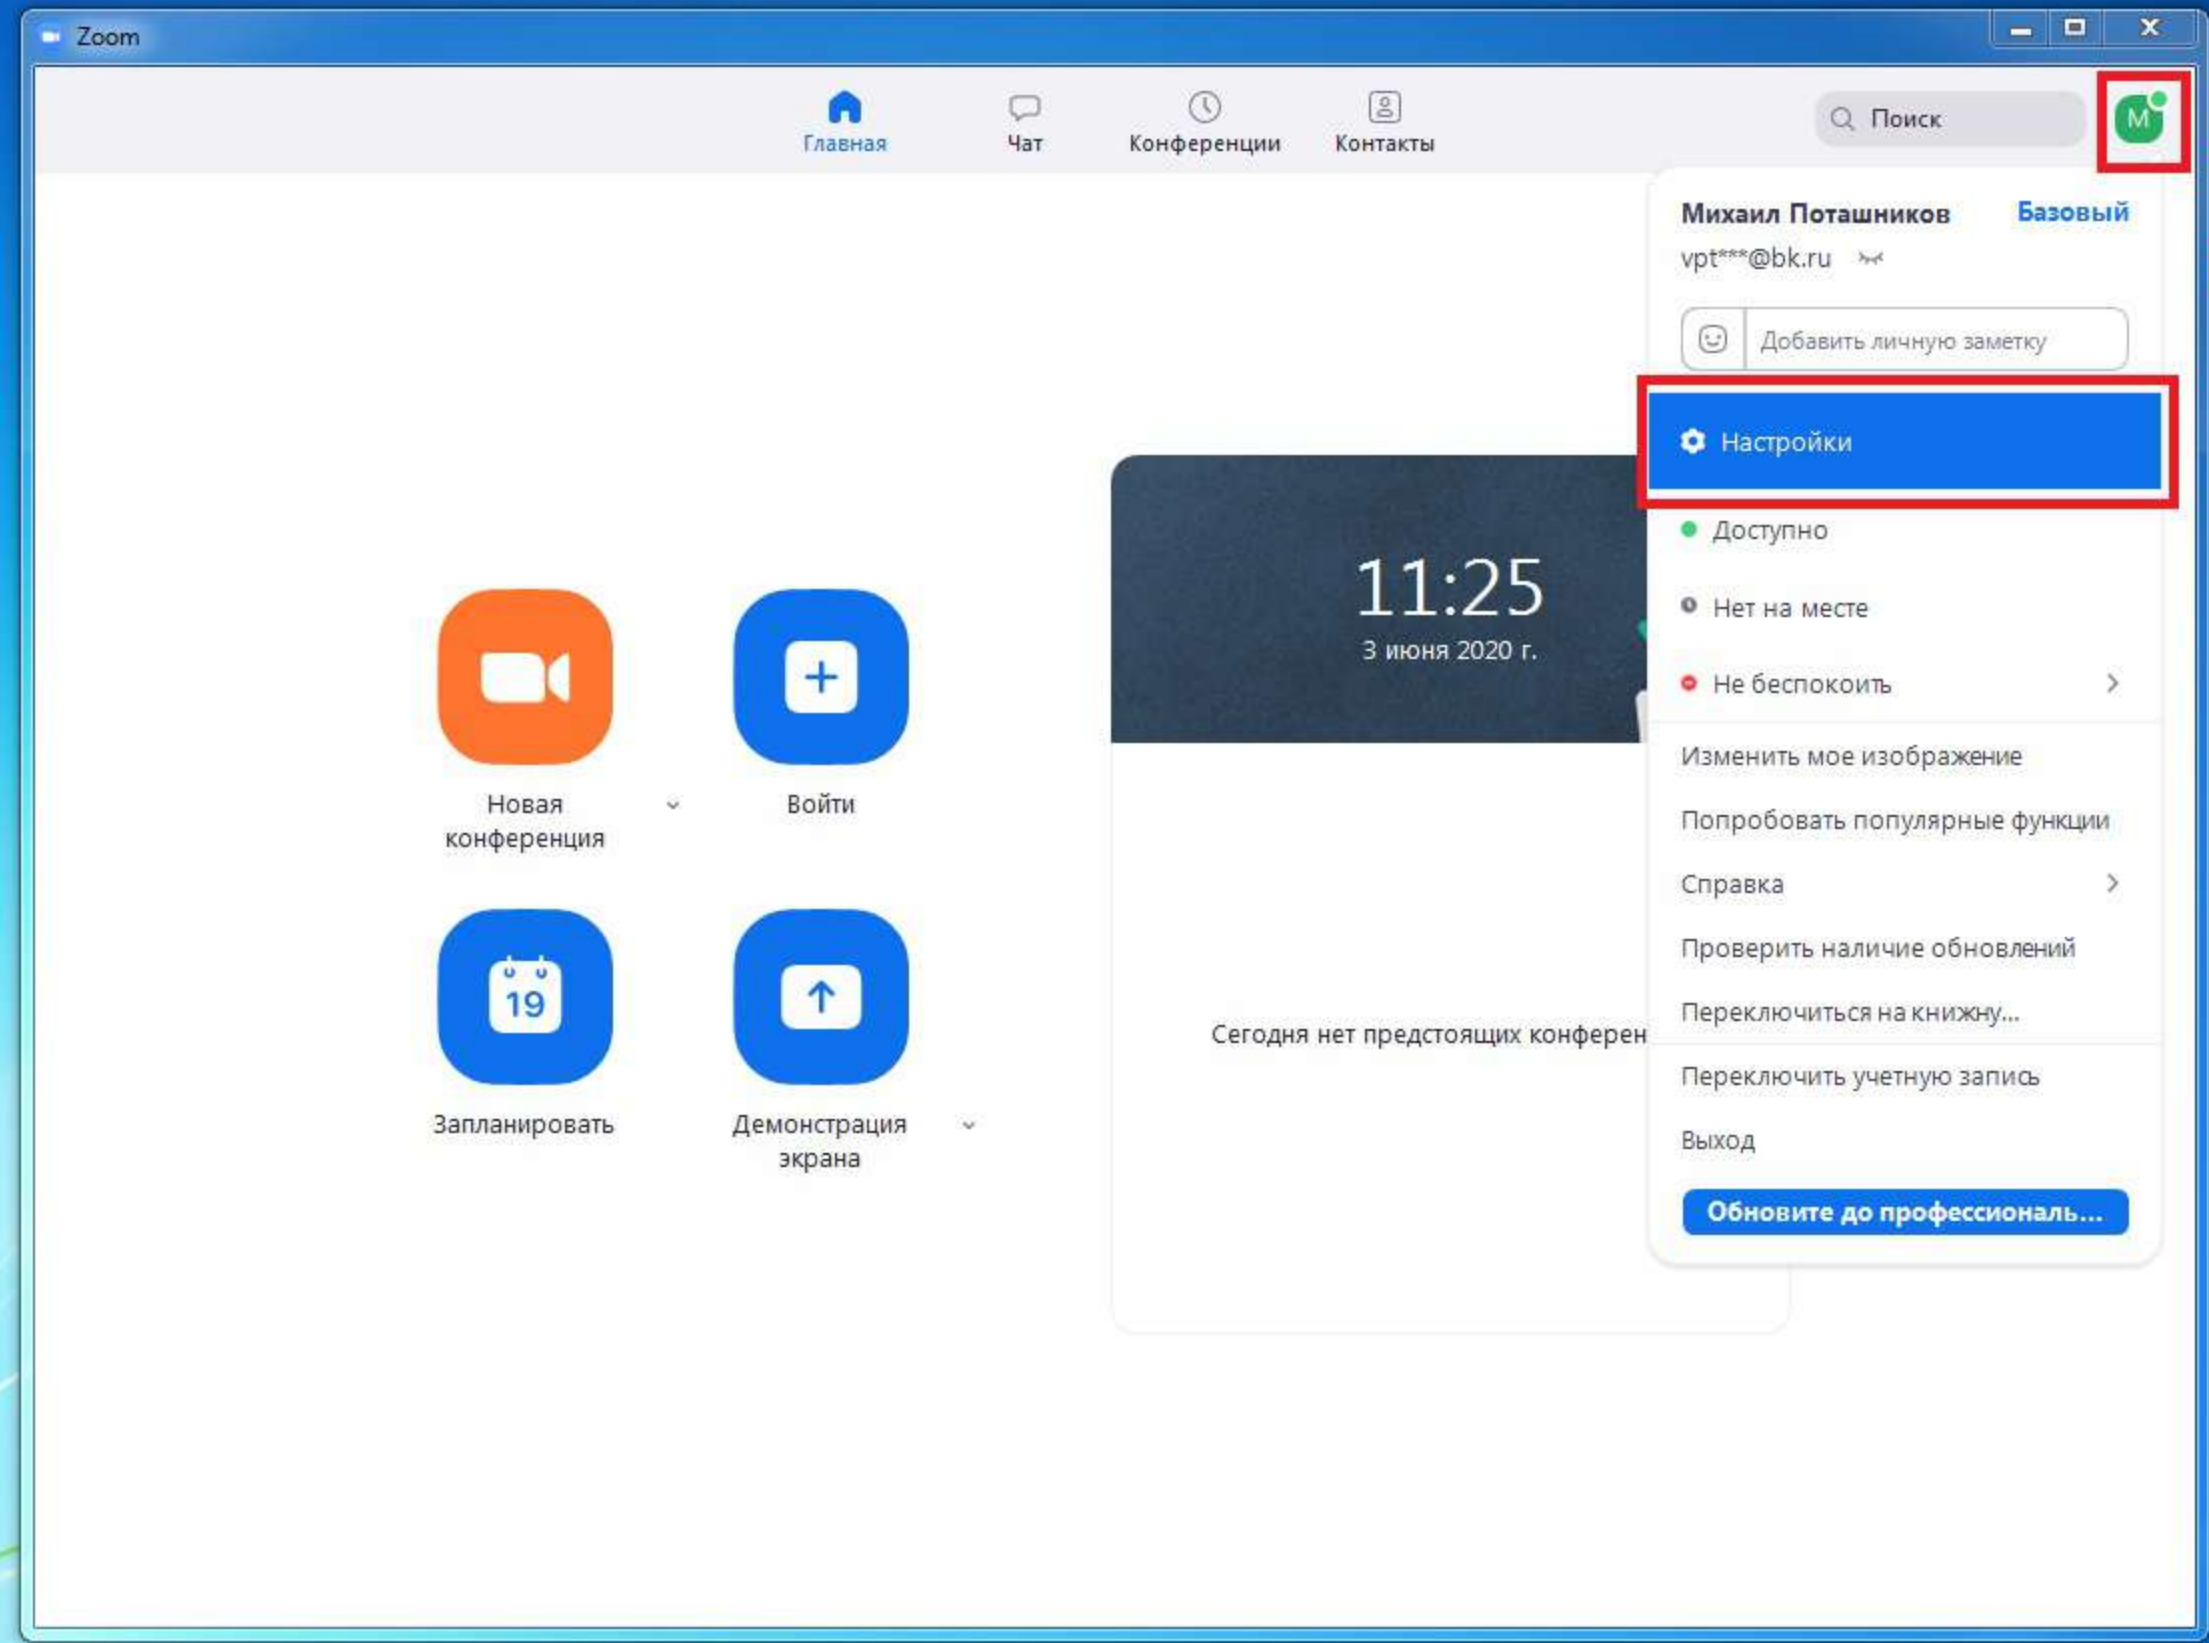 Zoom
Главная
Чат
Конференции
Контакты
Поиск
М
Михаил Поташников
Базовый
vpt***@bk.ru
Добавить личную заметку
Настройки
Доступно
Нет на месте
Не беспокоить
Изменить мое изображение
Попробовать популярные функции
Справка
Проверить наличие обновлений
Переключиться на книжну...
Переключить учетную запись
Выход
Обновите до профессиональ...
11:25
3 июня 2020 г.
Сегодня нет предстоящих конферен
Новая
конференция
Войти
19
Запланировать
Демонстрация
экрана